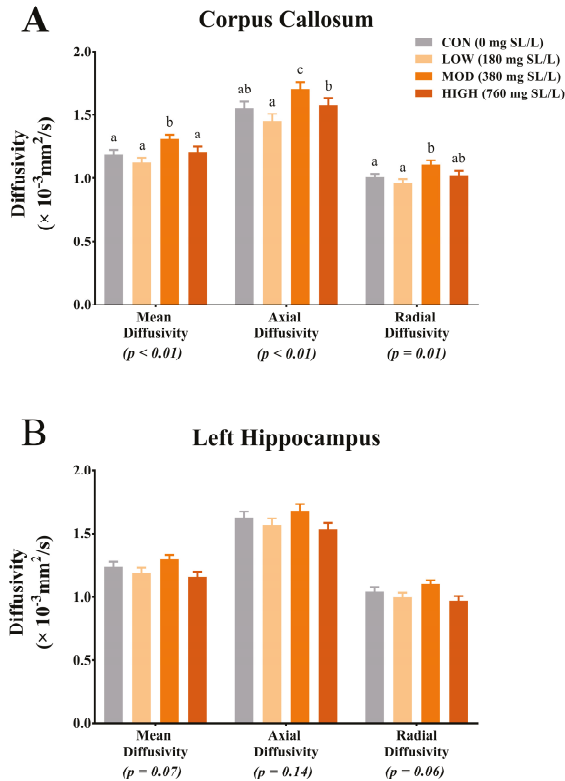 A
Corpus Callosum
CON (0 mg SL/L)
LOW (180 mg SL/L)
MOD (380 mg SL/L)
HIGH (760 mg SL/L)
Diffusivity
(× 10⁻³mm²/s)
2.0
1.5
1.0
0.5
0.0
a a b a
ab a c b
a a b ab
Mean
Diffusivity
(p < 0.01)
Axial
Diffusivity
(p < 0.01)
Radial
Diffusivity
(p = 0.01)
B
Left Hippocampus
Diffusivity
(× 10⁻³mm²/s)
2.0
1.5
1.0
0.5
0.0
Mean
Diffusivity
(p = 0.07)
Axial
Diffusivity
(p = 0.14)
Radial
Diffusivity
(p = 0.06)